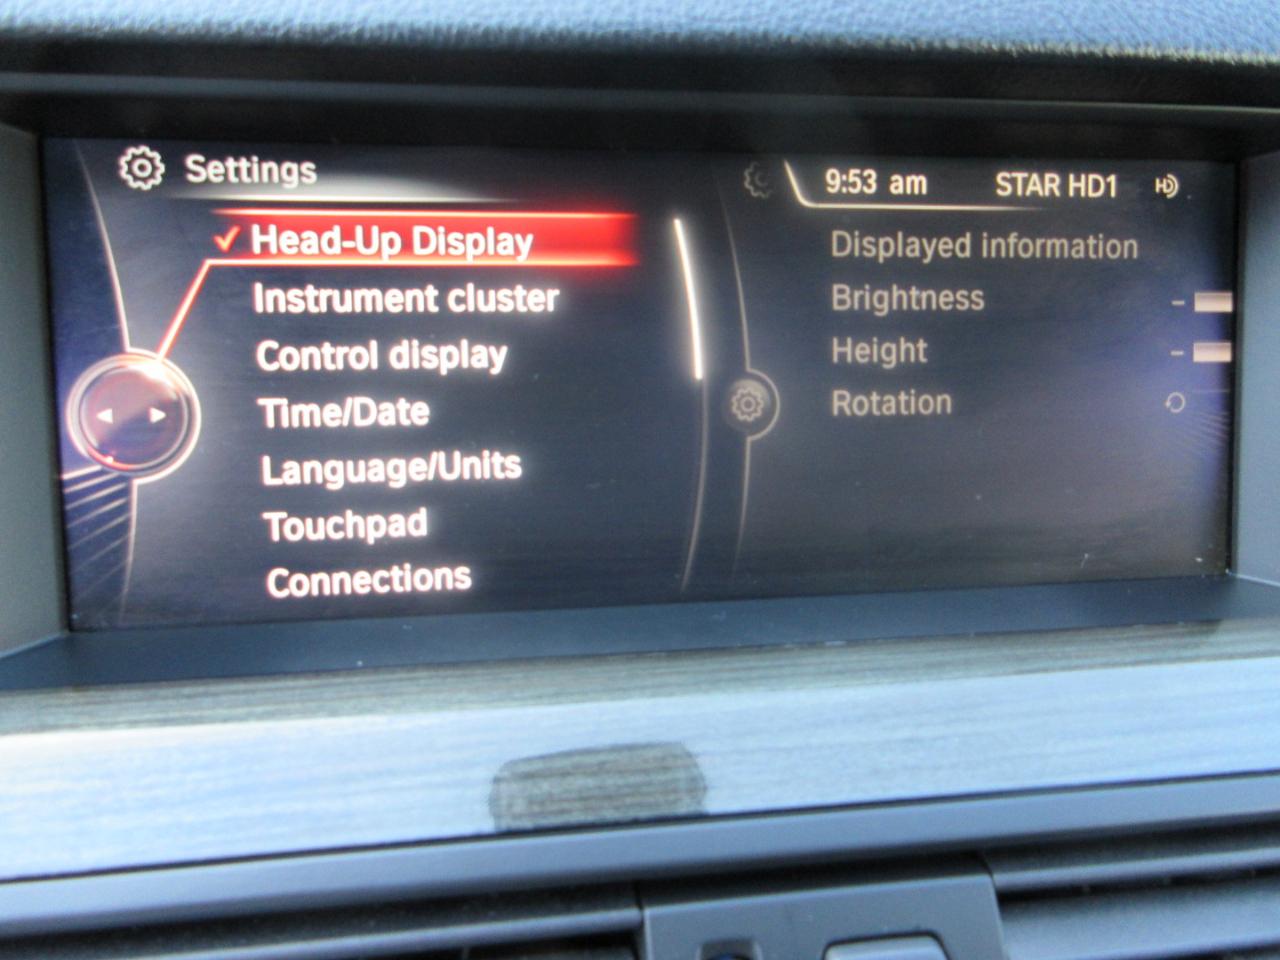 Settings
Head-Up Display
Instrument cluster
Control display
Time/Date
Language/Units
Touchpad
Connections
9:53 am STAR HD1 HD
Displayed information
Brightness
Height
Rotation